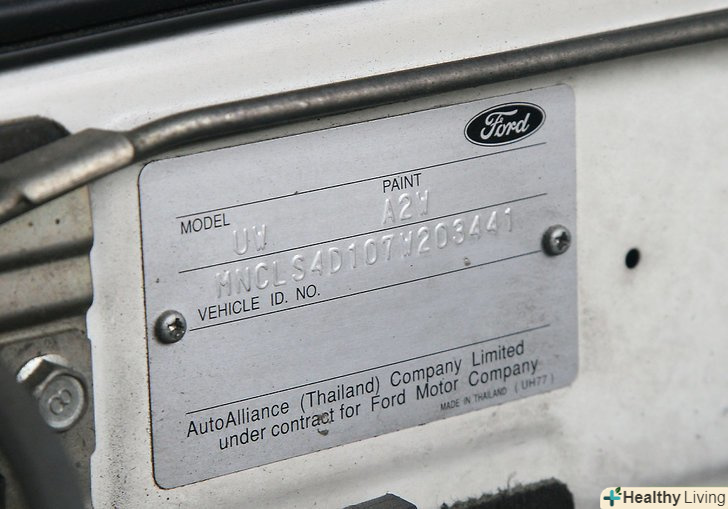 Ford
PAINT
MODEL
UW A2W
MNCLS4D107W203441
VEHICLE ID. NO.
AutoAlliance (Thailand) Company Limited
under contract for Ford Motor Company
MADE IN THAILAND (UH77)
8
Healthy Living